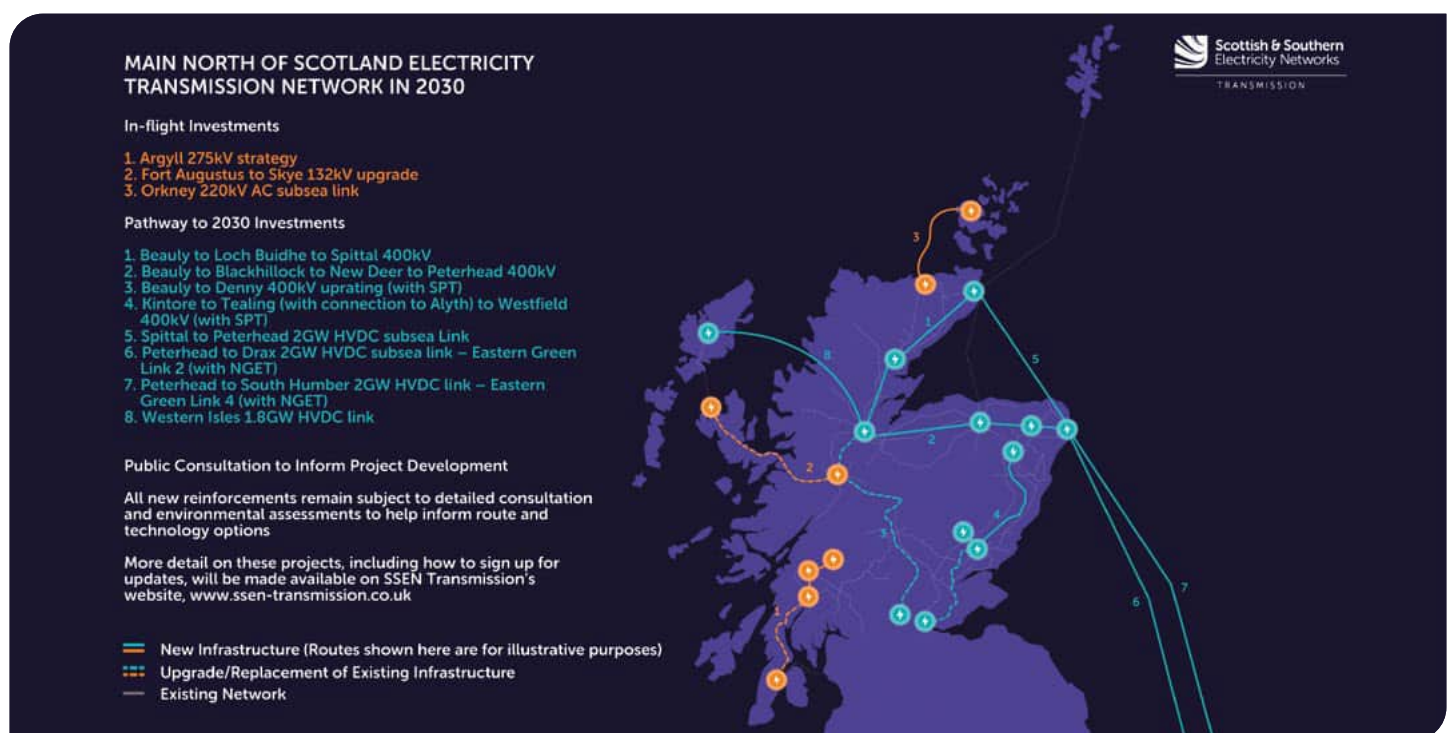 MAIN NORTH OF SCOTLAND ELECTRICITY
TRANSMISSION NETWORK IN 2030
In-flight Investments
1. Argyll 275kV strategy
2. Fort Augustus to Skye 132kV upgrade
3. Orkney 220kV AC subsea link
Pathway to 2030 Investments
1. Beauly to Loch Buidhe to Spittal 400kV
2. Beauly to Blackhillock to New Deer to Peterhead 400kV
3. Beauly to Denny 400kV uprating (with SPT)
4. Kintore to Tealing (with connection to Alyth) to Westfield
400kV (with SPT)
5. Spittal to Peterhead 2GW HVDC subsea Link
6. Peterhead to Drax 2GW HVDC subsea link – Eastern Green
Link 2 (with NGET)
7. Peterhead to South Humber 2GW HVDC link – Eastern
Green Link 4 (with NGET)
8. Western Isles 1.8GW HVDC link
Public Consultation to Inform Project Development
All new reinforcements remain subject to detailed consultation
and environmental assessments to help inform route and
technology options
More detail on these projects, including how to sign up for
updates, will be made available on SSEN Transmission's
website, www.ssen-transmission.co.uk
New Infrastructure (Routes shown here are for illustrative purposes)
Upgrade/Replacement of Existing Infrastructure
Existing Network
Scottish & Southern
Electricity Networks
TRANSMISSION
3
1
8
5
2
2
4
3
1
7
6